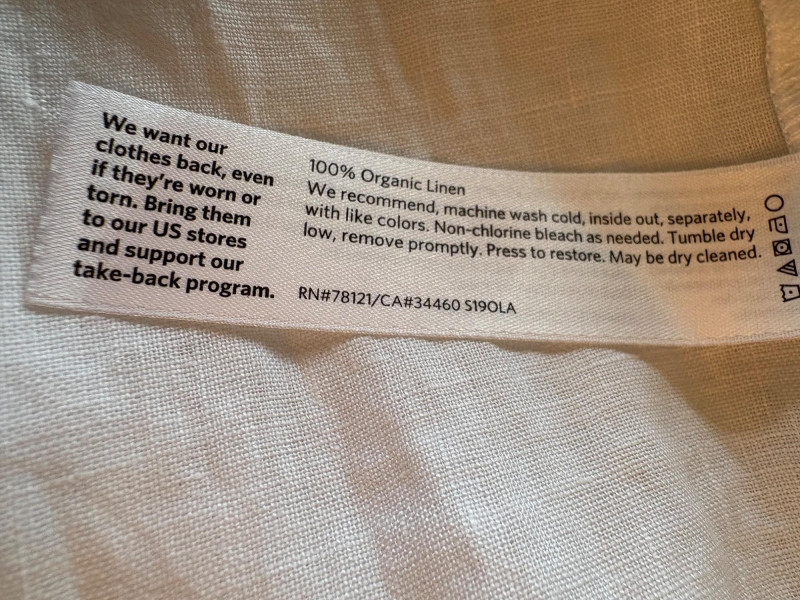 We want our
clothes back, even
if they're worn or
torn. Bring them
to our US stores
and support our
take-back program.
100% Organic Linen
We recommend, machine wash cold, inside out, separately,
with like colors. Non-chlorine bleach as needed. Tumble dry
low, remove promptly. Press to restore. May be dry cleaned.
RN#78121/CA#34460 S19OLA